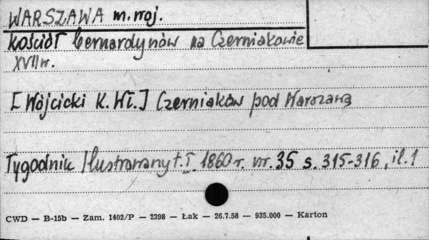 WARSZAWA m. woj.
Kościół bernardynów na Czerniakowie
XVII w.
[Wójcicki K. Wł.] Czerniaków pod Warszawą
Tygodnik Ilustrowany t. I 1860 r. nr. 35 s. 315-316, il. 1
CWD — B-15b — Zam. 1402/P — 2398 — Łak — 26.7.58 — 935.000 — Karton